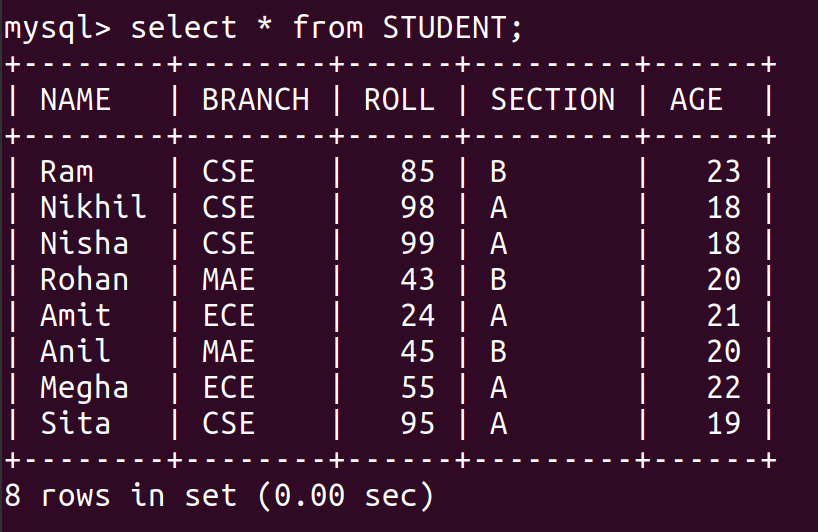 mysql> select * from STUDENT;
+--------+--------+------+---------+------+
| NAME   | BRANCH | ROLL | SECTION | AGE  |
+--------+--------+------+---------+------+
| Ram    | CSE    |   85 | B       |   23 |
| Nikhil | CSE    |   98 | A       |   18 |
| Nisha  | CSE    |   99 | A       |   18 |
| Rohan  | MAE    |   43 | B       |   20 |
| Amit   | ECE    |   24 | A       |   21 |
| Anil   | MAE    |   45 | B       |   20 |
| Megha  | ECE    |   55 | A       |   22 |
| Sita   | CSE    |   95 | A       |   19 |
+--------+--------+------+---------+------+
8 rows in set (0.00 sec)